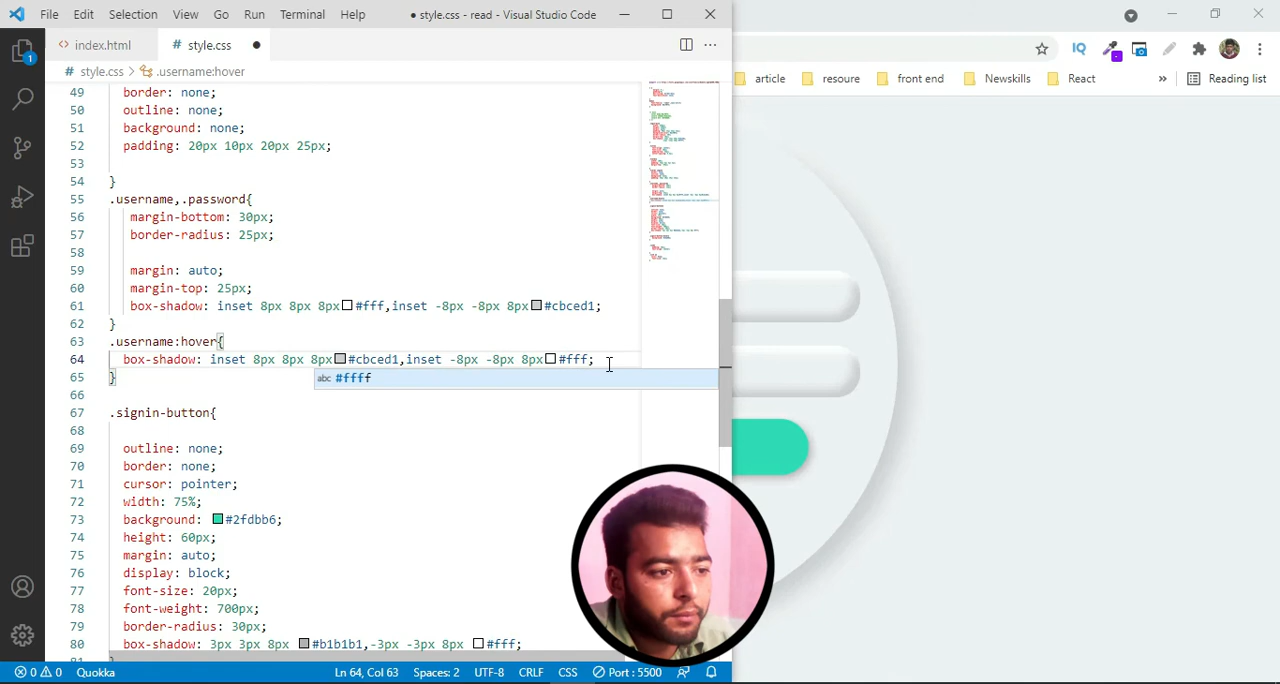 File Edit Selection View Go Run Terminal Help ● style.css - read - Visual Studio Code
<> index.html # style.css ●
# style.css > .username:hover
article resoure front end Newskills React » Reading list
49 border: none;
50 outline: none;
51 background: none;
52 padding: 20px 10px 20px 25px;
53
54 }
55 .username,.password{
56 margin-bottom: 30px;
57 border-radius: 25px;
58
59 margin: auto;
60 margin-top: 25px;
61 box-shadow: inset 8px 8px 8px #fff,inset -8px -8px 8px #cbced1;
62 }
63 .username:hover{
64 box-shadow: inset 8px 8px 8px #cbced1,inset -8px -8px 8px #fff;
abc #ffff
65 }
66
67 .signin-button{
68
69 outline: none;
70 border: none;
71 cursor: pointer;
72 width: 75%;
73 background: #2fdbb6;
74 height: 60px;
75 margin: auto;
76 display: block;
77 font-size: 20px;
78 font-weight: 700px;
79 border-radius: 30px;
80 box-shadow: 3px 3px 8px #b1b1b1,-3px -3px 8px #fff;
1
IQ
0 0 Quokka Ln 64, Col 63 Spaces: 2 UTF-8 CRLF CSS Port : 5500